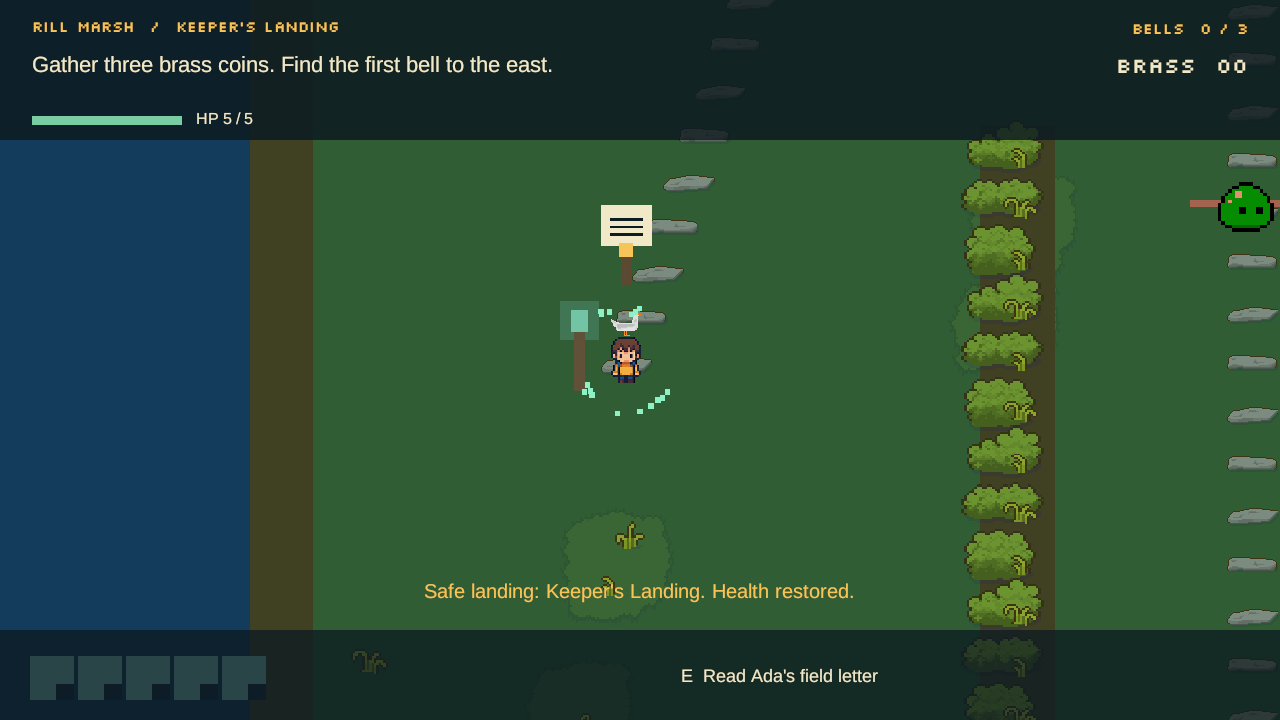 RILL MARSH / KEEPER'S LANDING
BELLS 0 / 3
Gather three brass coins. Find the first bell to the east.
BRASS 00
HP 5 / 5
Safe landing: Keeper's Landing. Health restored.
E Read Ada's field letter